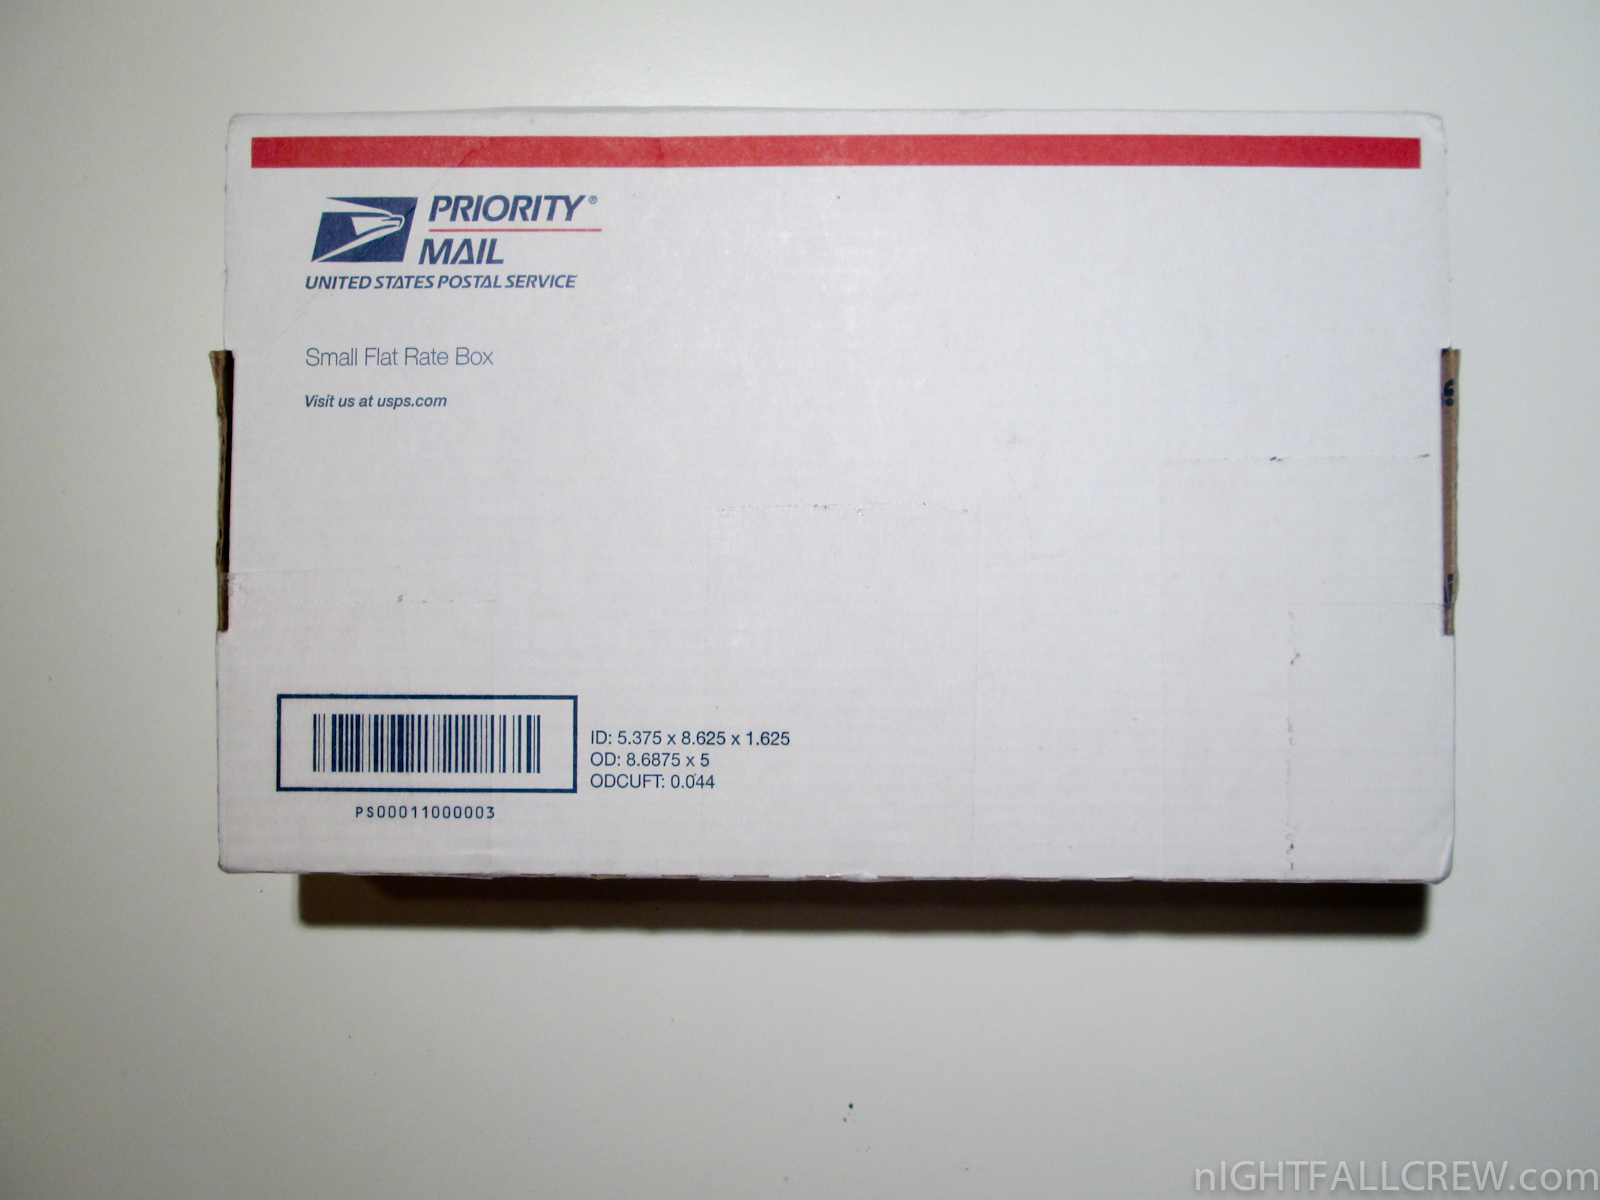 PRIORITY®
MAIL
UNITED STATES POSTAL SERVICE
Small Flat Rate Box
Visit us at usps.com
ID: 5.375 x 8.625 x 1.625
OD: 8.6875 x 5
ODCUFT: 0.044
PS00011000003
nIGHTFALLCREW.com